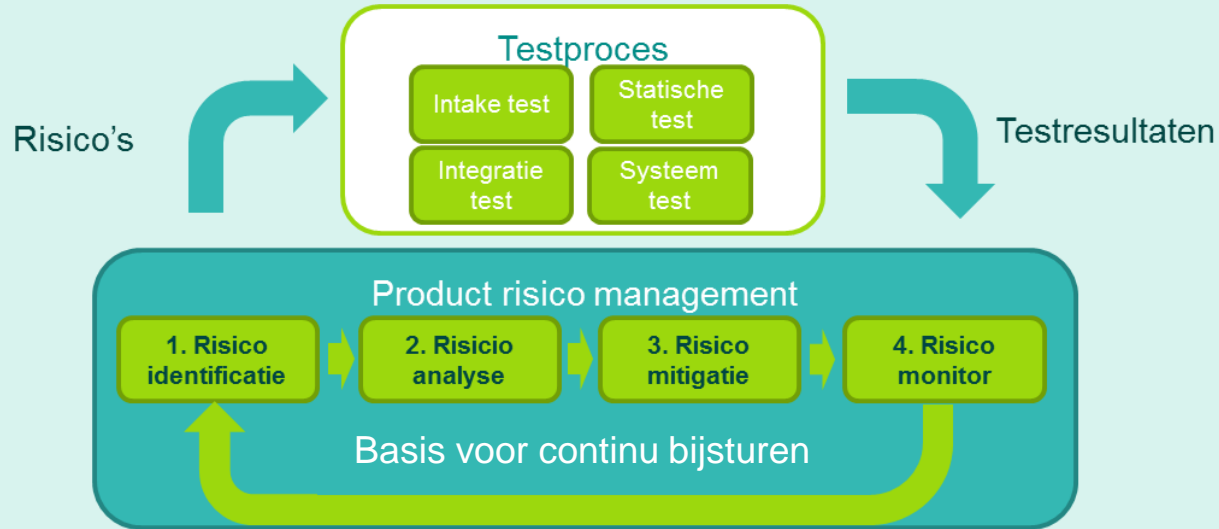 Testproces
Intake test
Statische
test
Integratie
test
Systeem
test
Risico’s
Testresultaten
Product risico management
1. Risico
identificatie
2. Risicio
analyse
3. Risico
mitigatie
4. Risico
monitor
Basis voor continu bijsturen